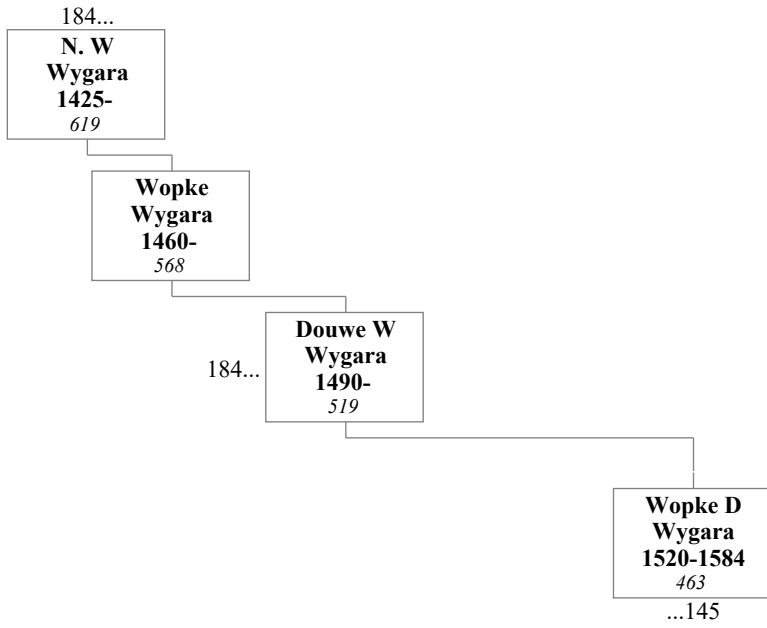 184...
N. W
Wygara
1425-
619
Wopke
Wygara
1460-
568
184...
Douwe W
Wygara
1490-
519
Wopke D
Wygara
1520-1584
463
...145